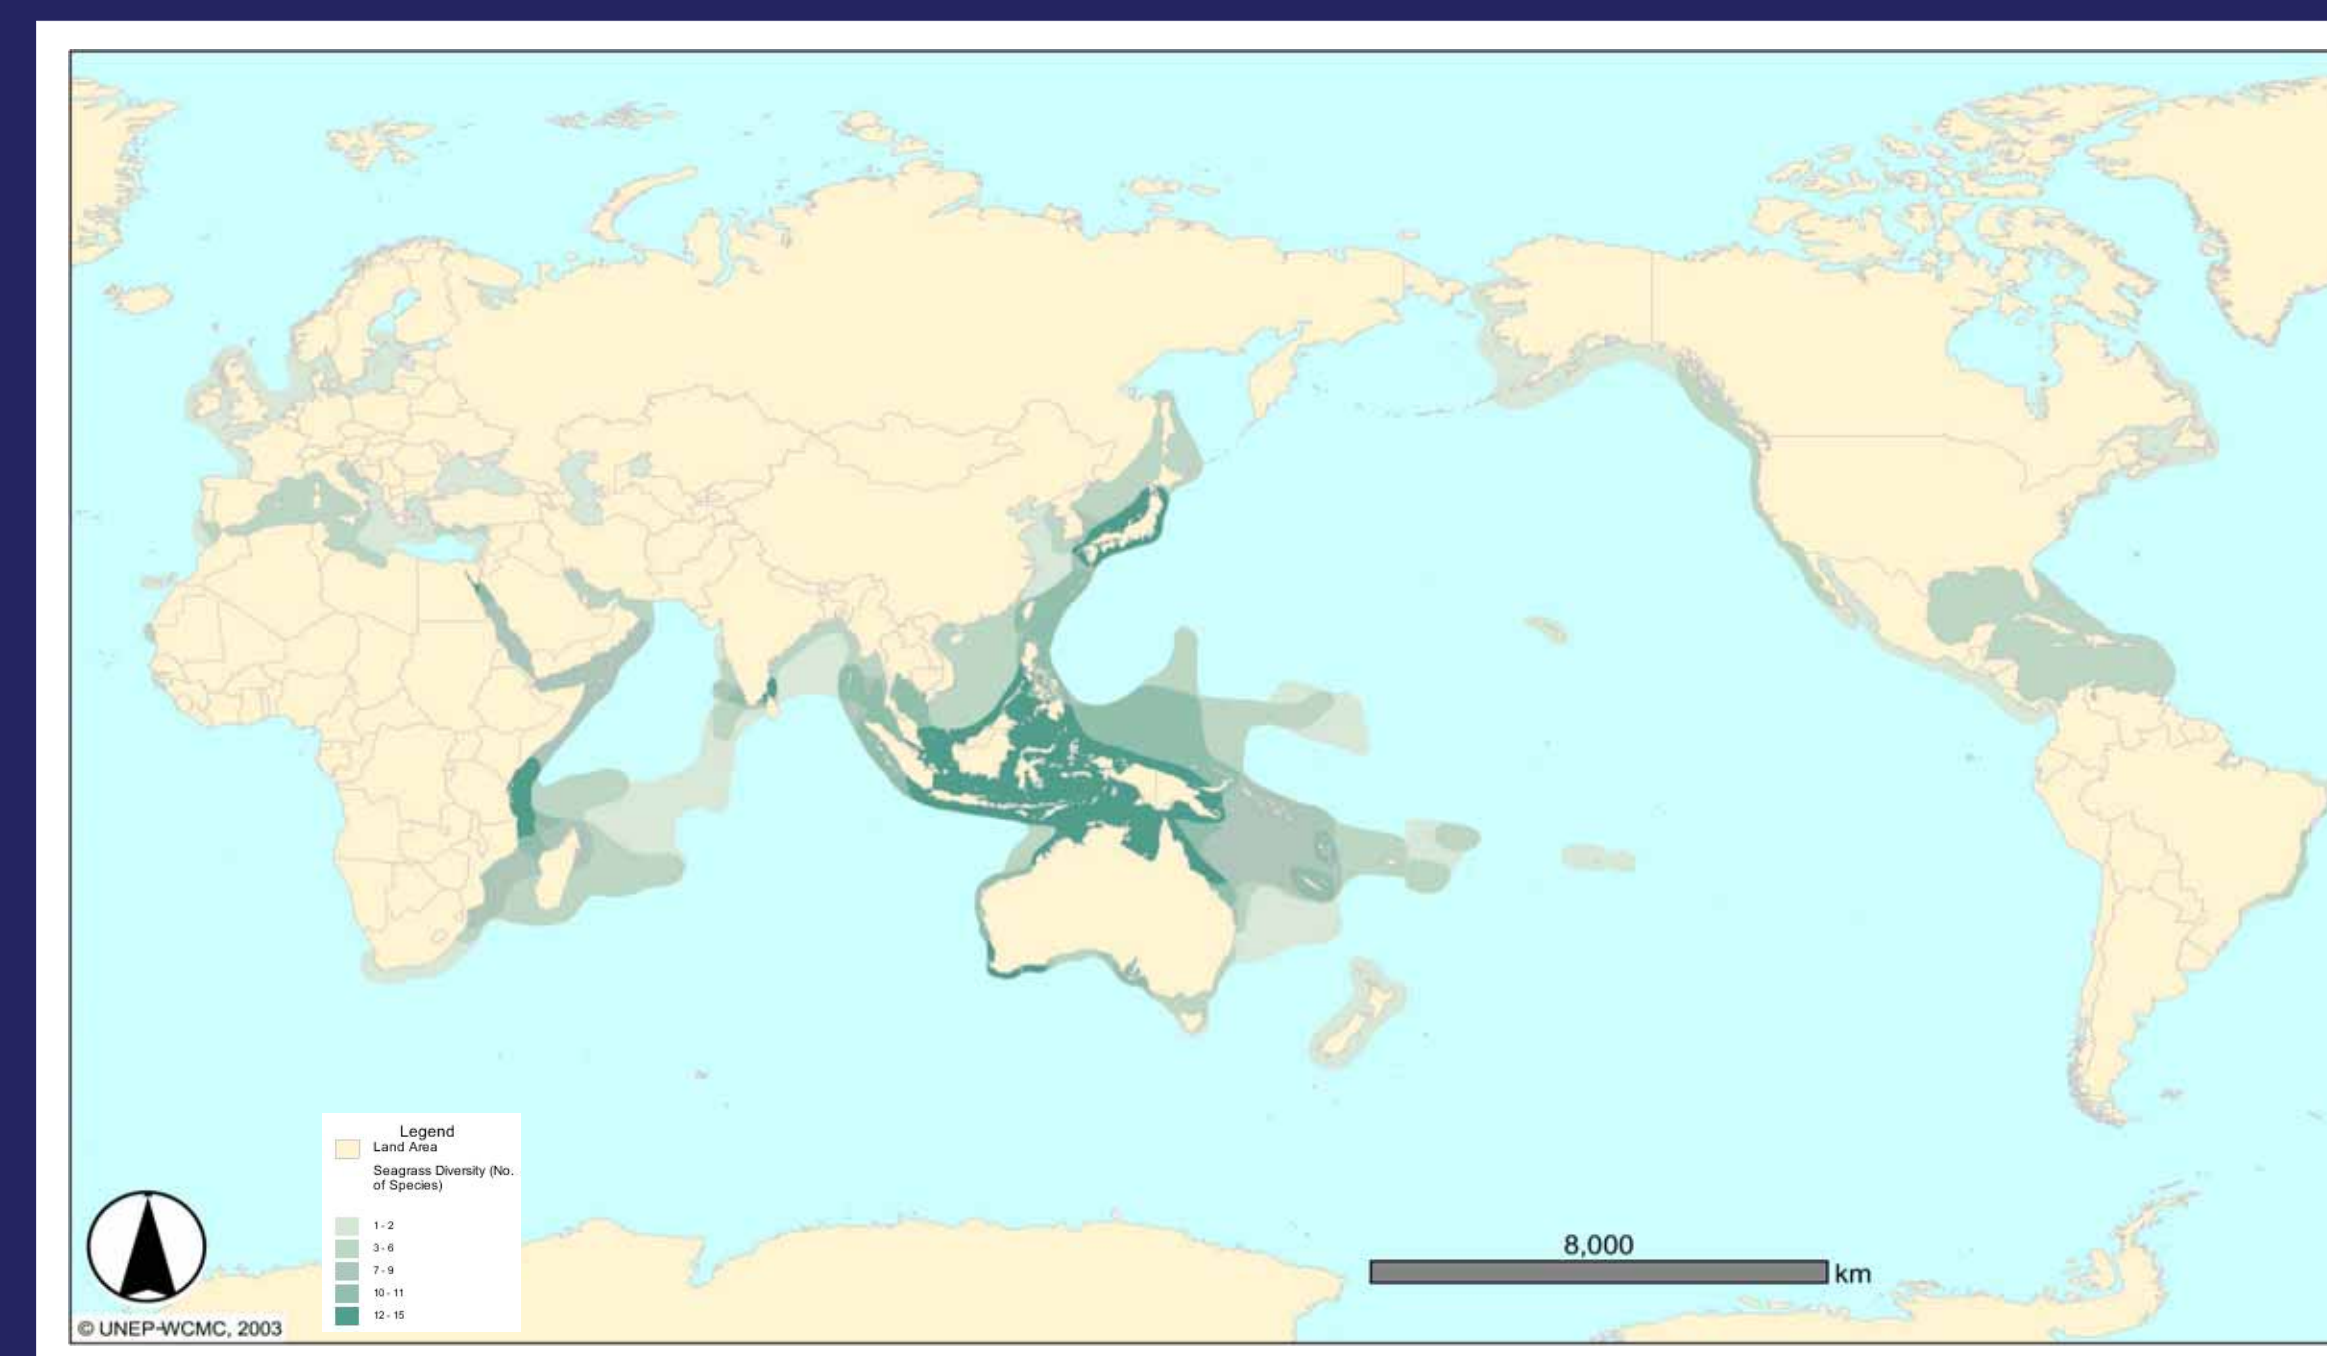 Legend
Land Area
Seagrass Diversity (No.
of Species)
1 - 2
3 - 6
7 - 9
10 - 11
12 - 15
8,000
km
© UNEP-WCMC, 2003